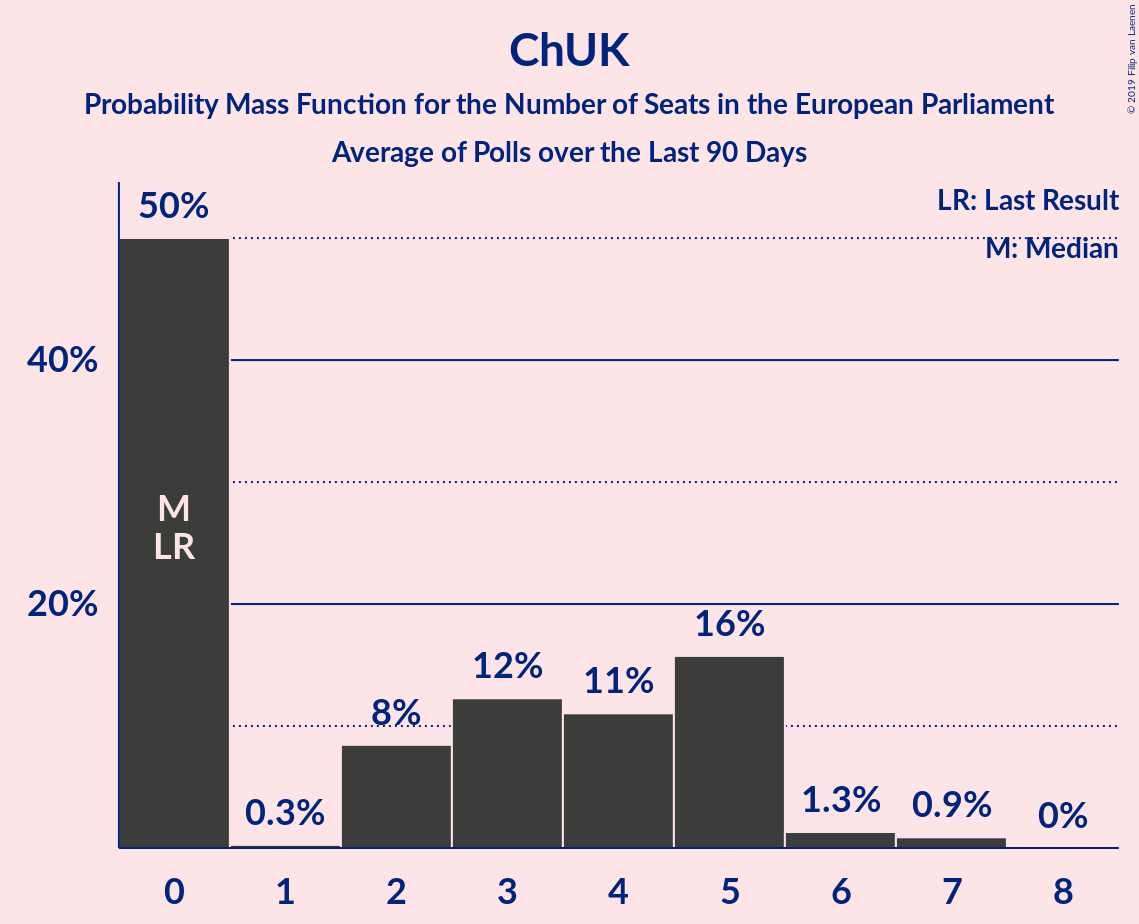 ChUK
Probability Mass Function for the Number of Seats in the European Parliament
Average of Polls over the Last 90 Days
© 2019 Filip van Laenen
LR: Last Result
M: Median
50%
40%
20%
M
LR
0.3%
8%
12%
11%
16%
1.3%
0.9%
0%
0 1 2 3 4 5 6 7 8